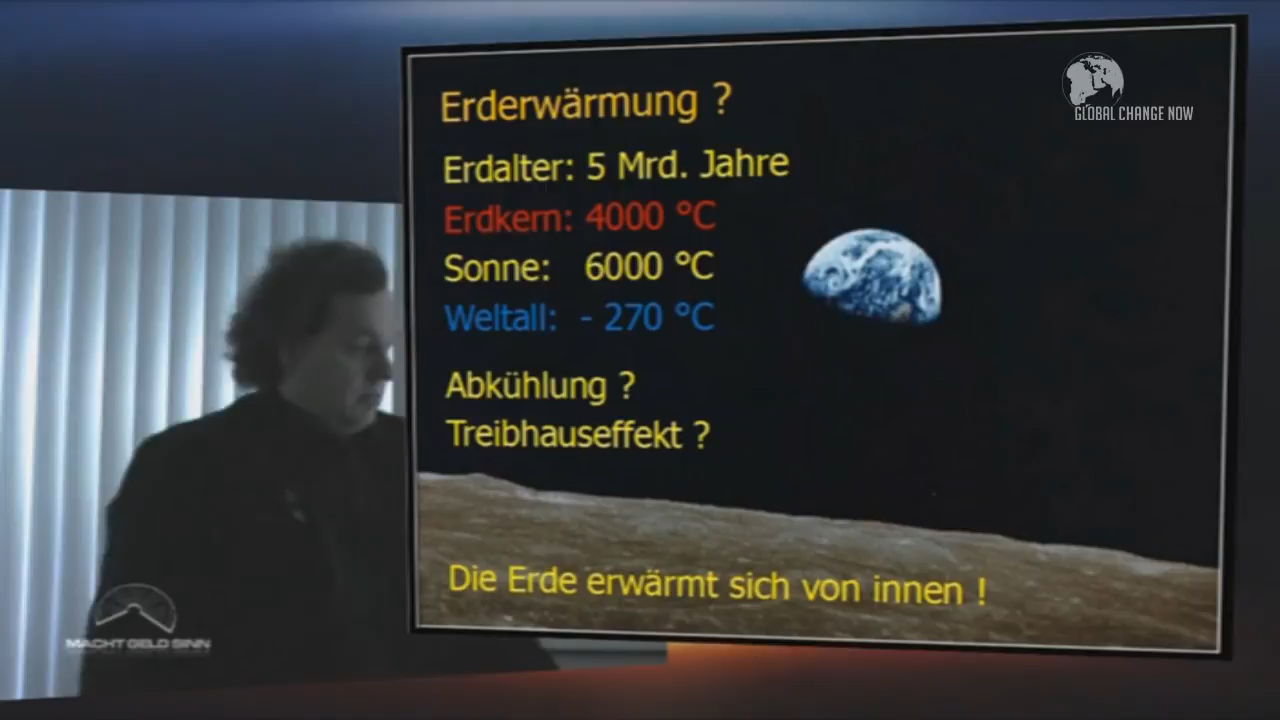 GLOBAL CHANGE NOW
Erderwärmung ?
Erdalter: 5 Mrd. Jahre
Erdkern: 4000 °C
Sonne: 6000 °C
Weltall: - 270 °C
Abkühlung ?
Treibhauseffekt ?
Die Erde erwärmt sich von innen !
MACHT GELD SINN